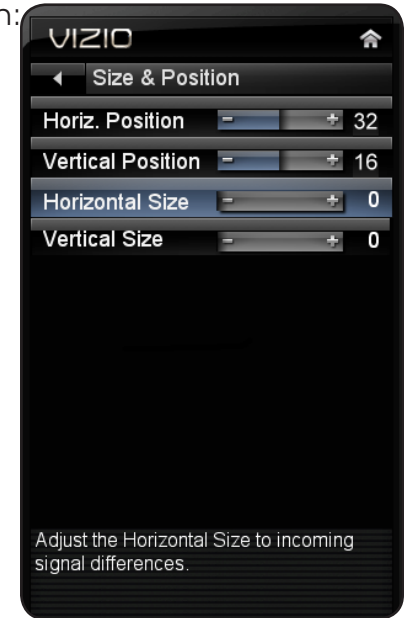 n:
VIZIO
Size & Position
Horiz. Position - + 32
Vertical Position - + 16
Horizontal Size - + 0
Vertical Size - + 0
Adjust the Horizontal Size to incoming
signal differences.